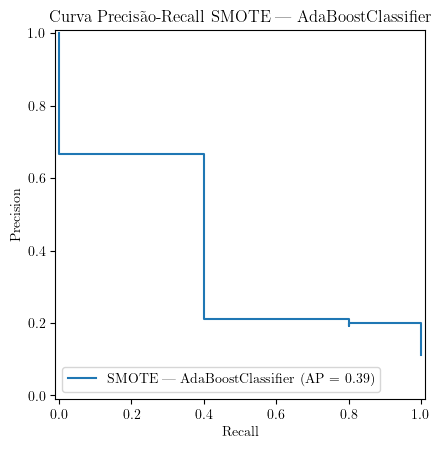 Curva Precisão-Recall SMOTE — AdaBoostClassifier
1.0
0.8
0.6
0.4
0.2
0.0
Precision
SMOTE — AdaBoostClassifier (AP = 0.39)
0.0 0.2 0.4 0.6 0.8 1.0
Recall